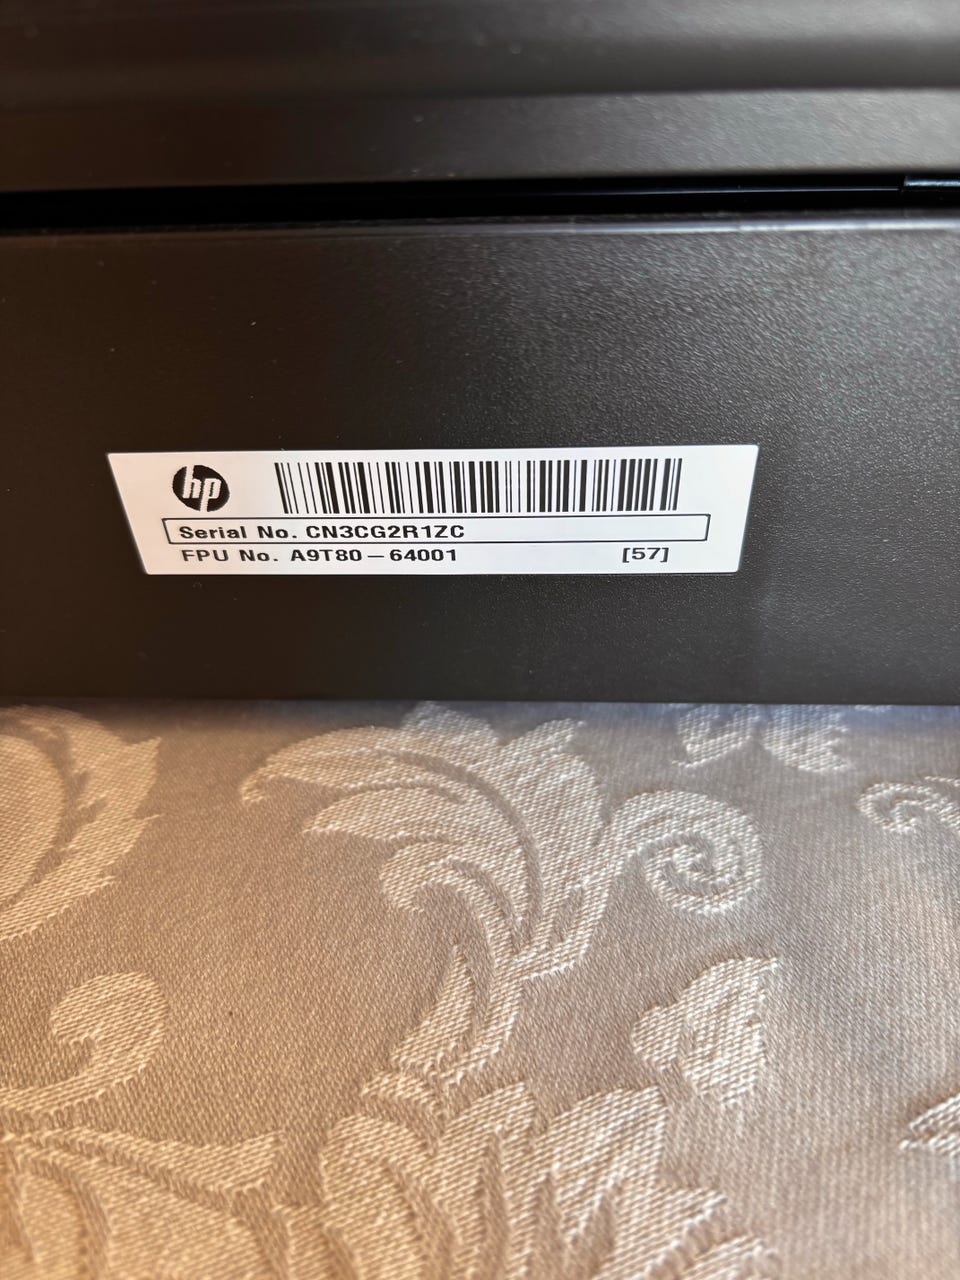 hp
Serial No. CN3CG2R1ZC
FPU No. A9T80-64001 [57]